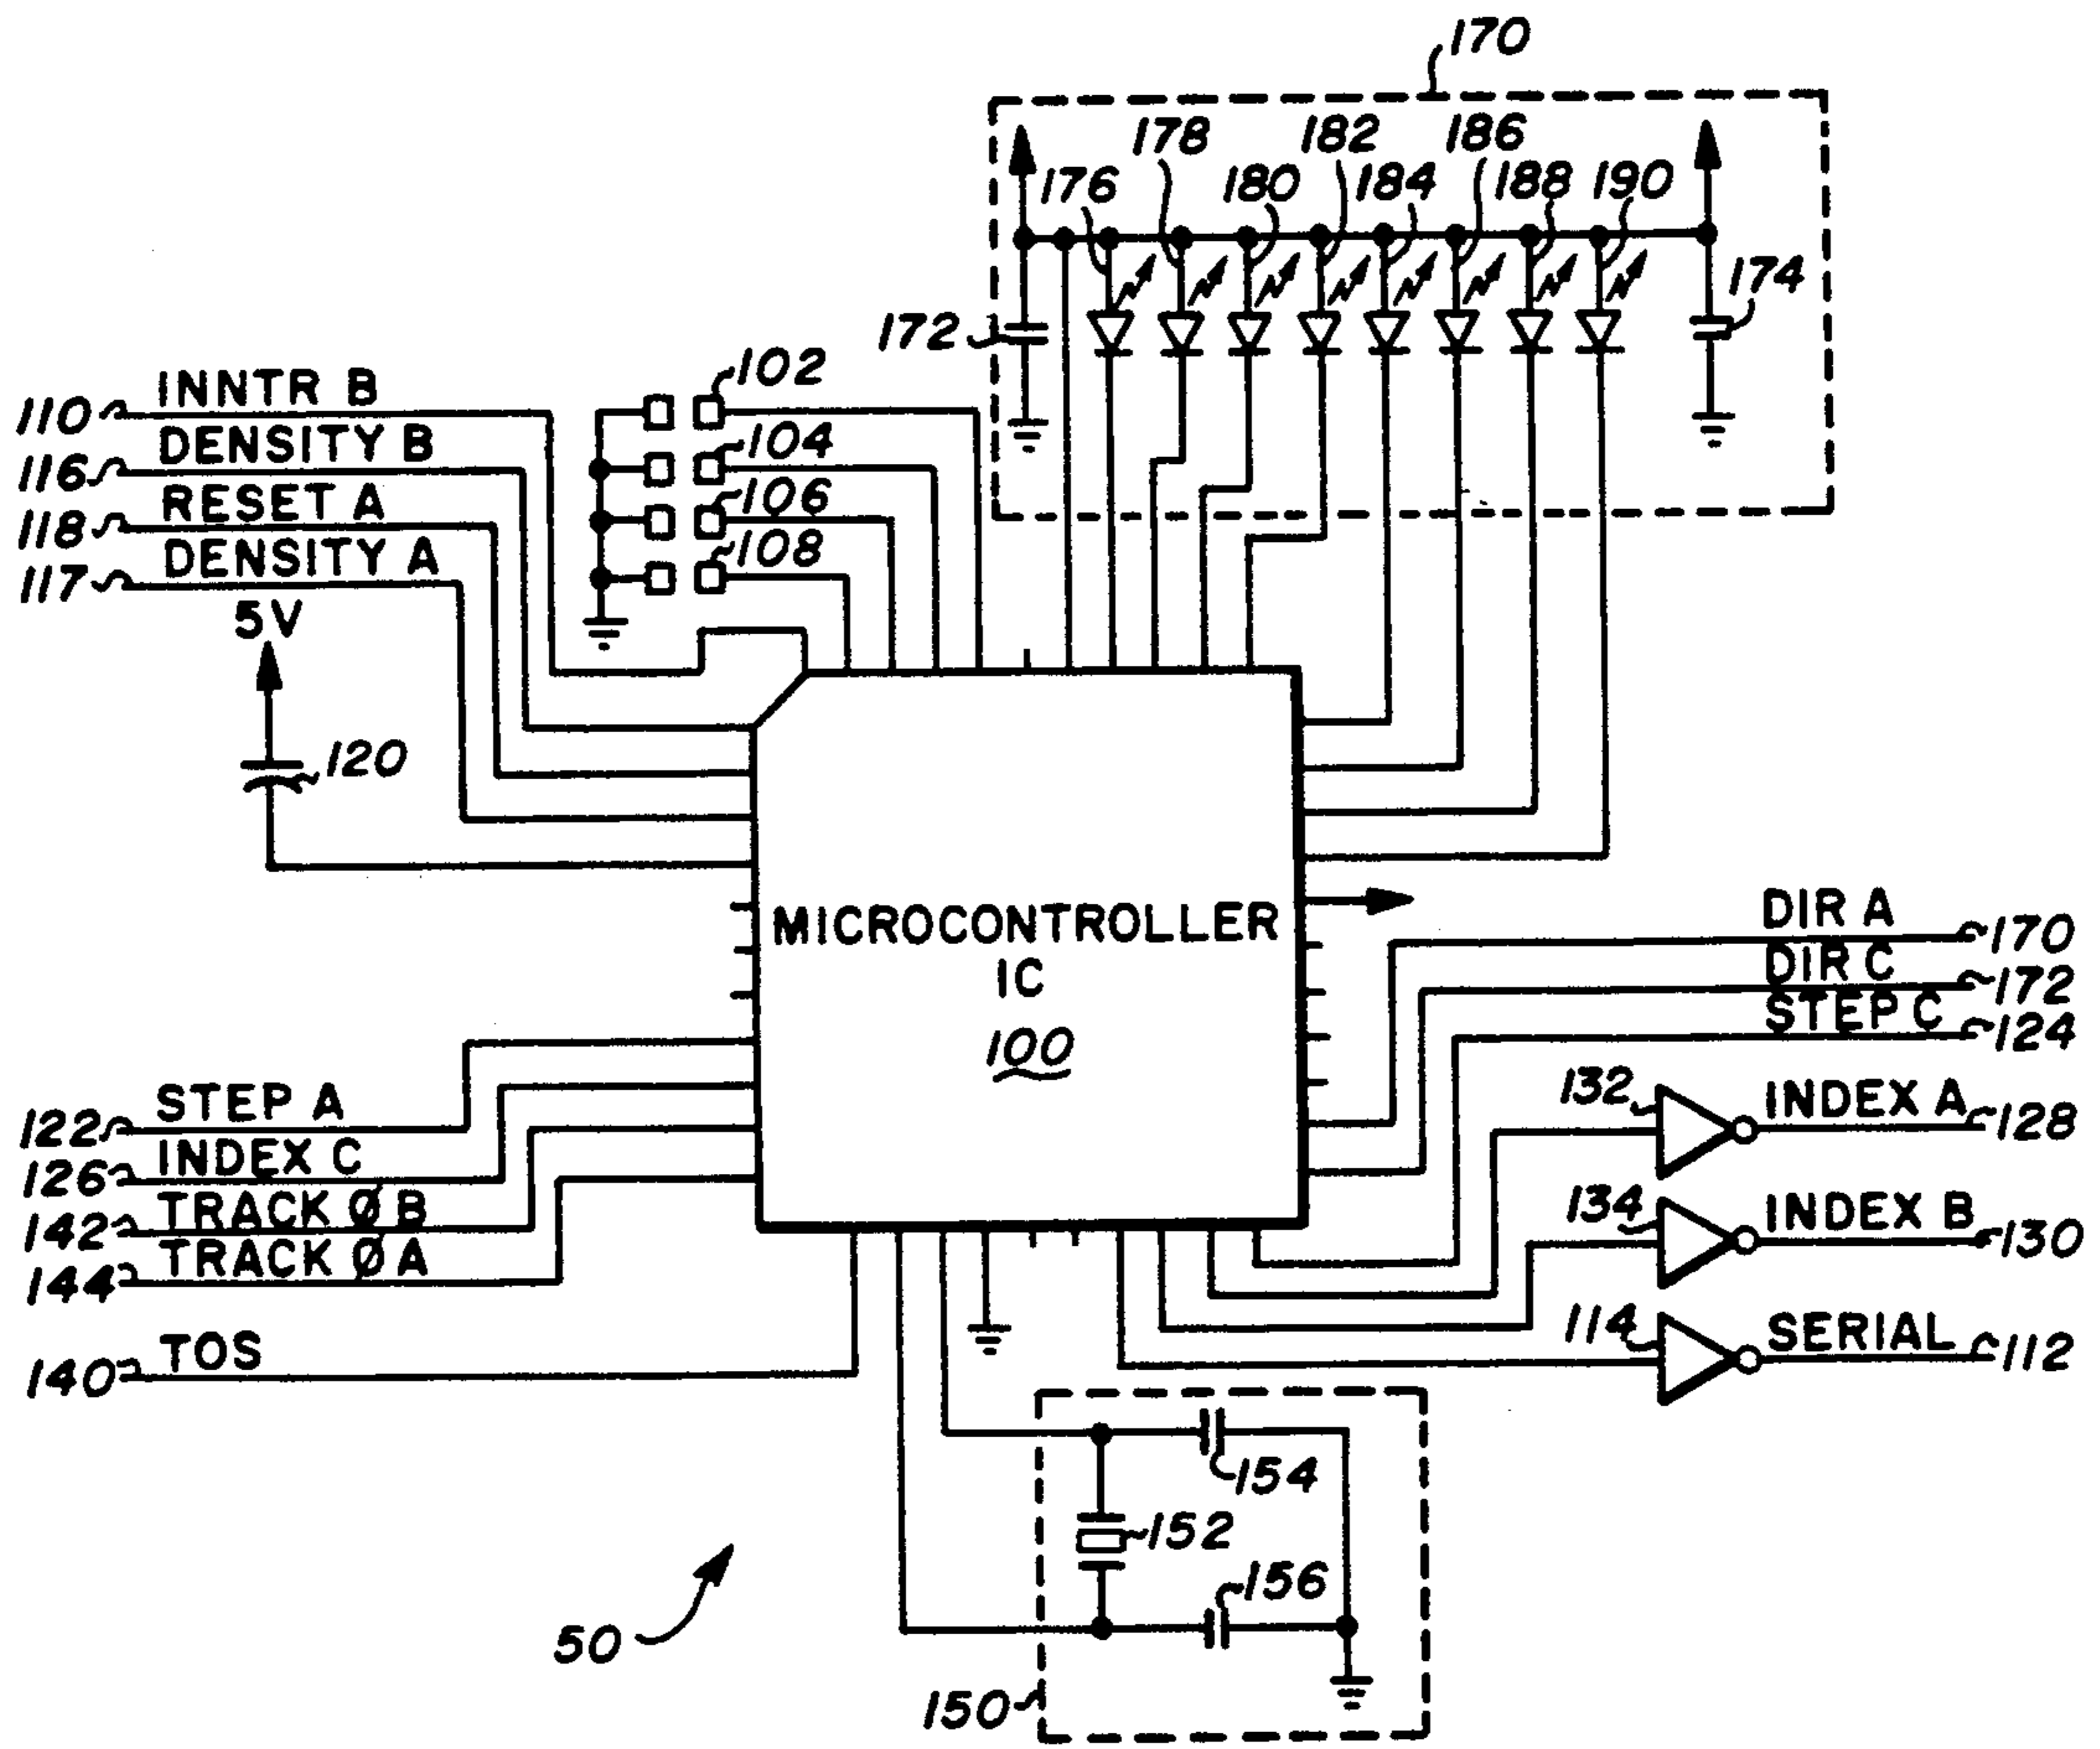 170
178 182 186
176 180 184 188 190
172 174
102
110 INNTR B
104
116 DENSITY B
106
118 RESET A
108
117 DENSITY A
5V
120
MICROCONTROLLER
IC
100
DIR A 170
DIR C 172
STEP C 124
132 INDEX A 128
134 INDEX B 130
114 SERIAL 112
122 STEP A
126 INDEX C
142 TRACK Ø B
144 TRACK Ø A
140 TOS
154
152
156
50
150